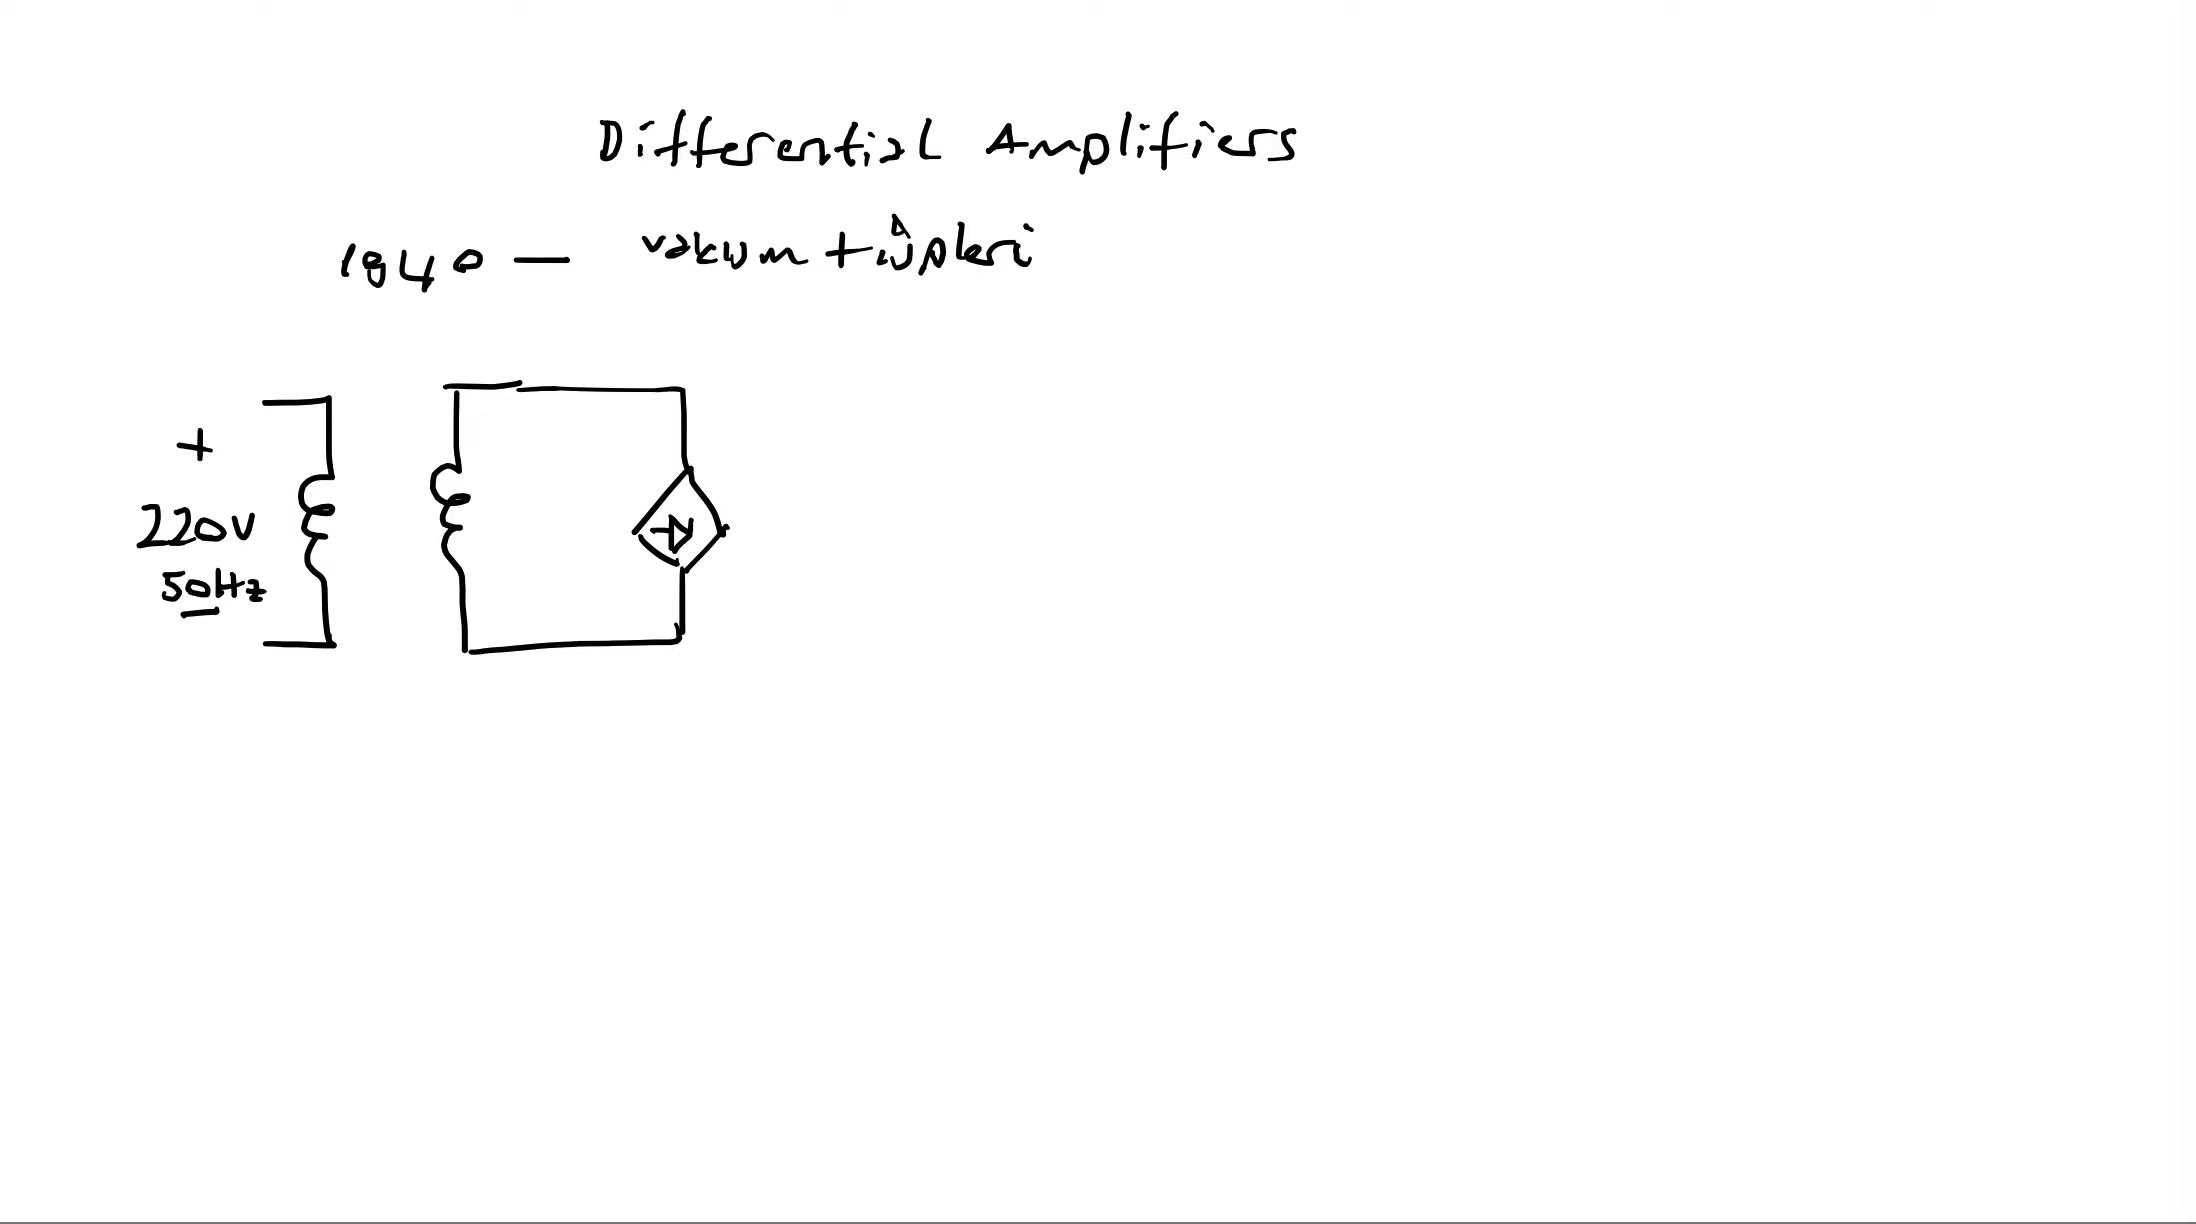 Differential Amplifiers
1940 — vakum tüpleri
+
220V
50Hz